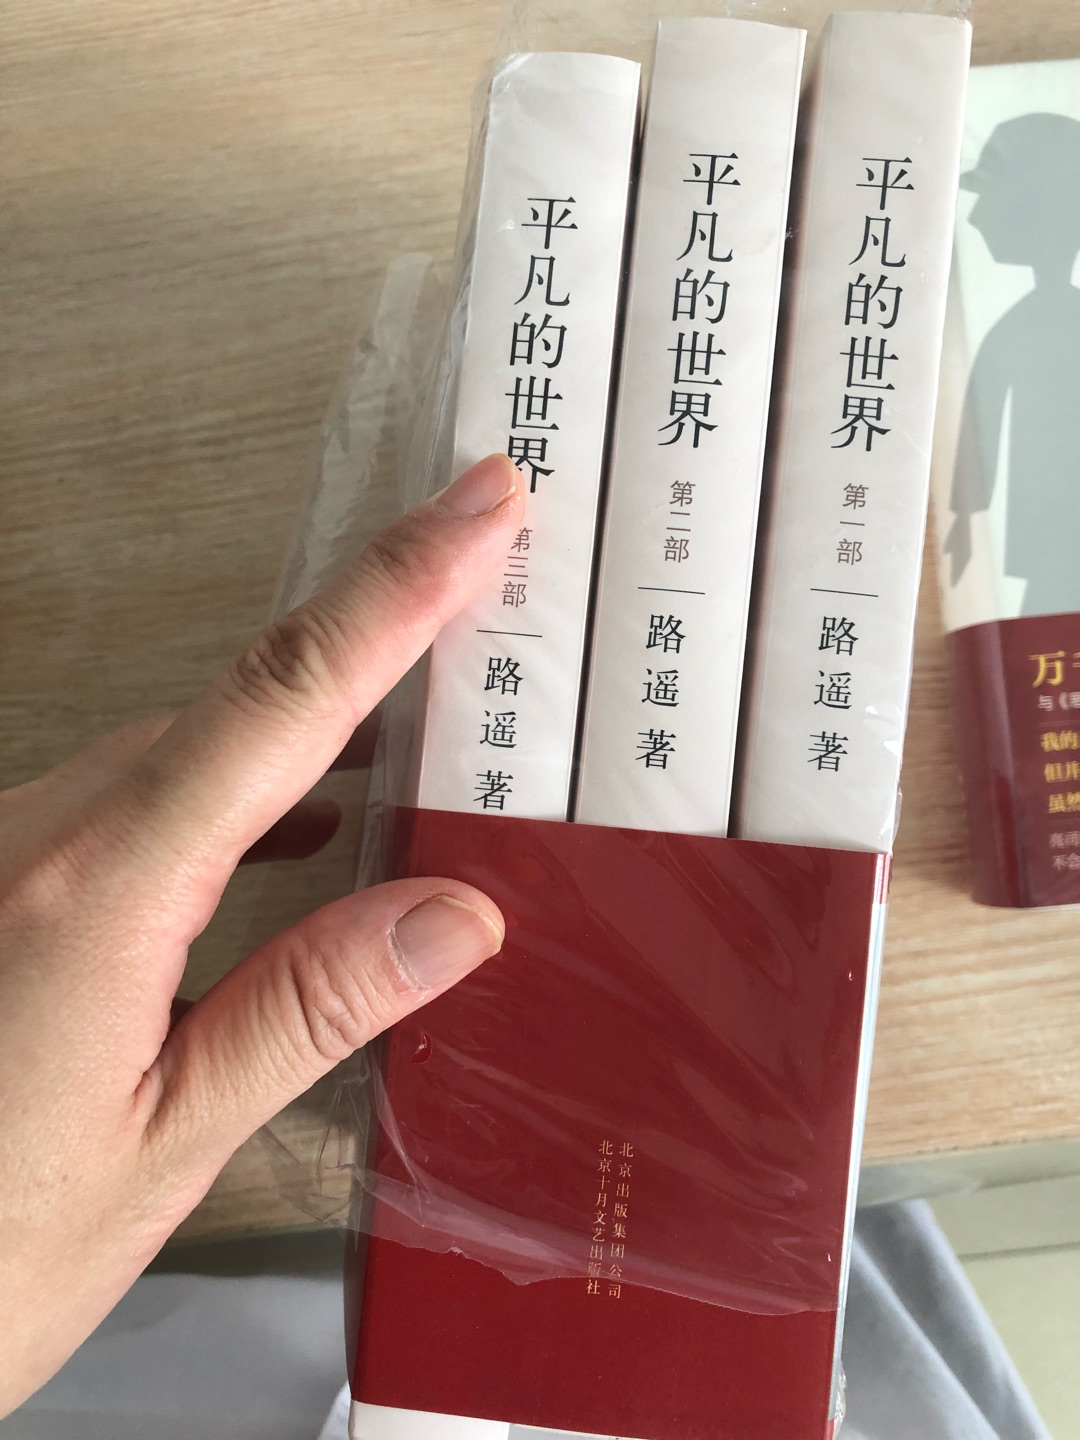 平凡的世界
第三部
路遥 著
平凡的世界
第二部
路遥 著
平凡的世界
第一部
路遥 著
北京出版集团公司
北京十月文艺出版社
万
与《
我的
但并
虽然
不会